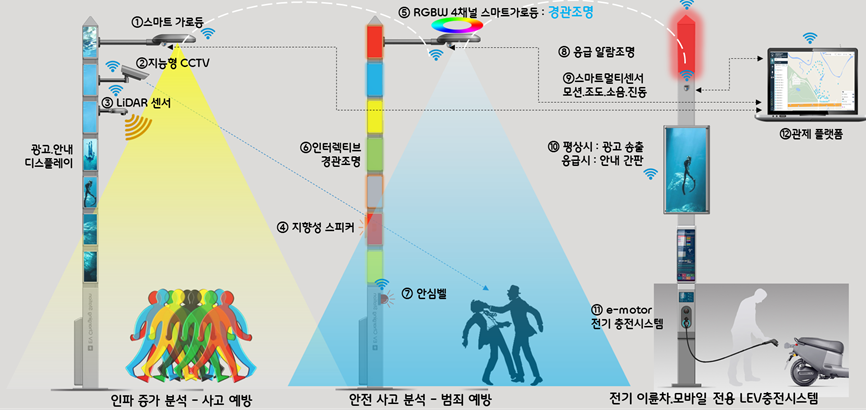 ①스마트 가로등
②지능형 CCTV
③ LiDAR 센서
광고.안내
디스플레이
⑤ RGBW 4채널 스마트가로등 : 경관조명
⑥인터렉티브
경관조명
④ 지향성 스피커
⑦ 안심벨
⑧ 응급 알람조명
⑨스마트멀티센서
모션.조도.소음.진동
⑩ 평상시 : 광고 송출
응급시 : 안내 간판
⑫관제 플랫폼
⑪ e-motor
전기 충전시스템
인파 증가 분석 - 사고 예방
안전 사고 분석 - 범죄 예방
전기 이륜차.모바일 전용 LEV충전시스템